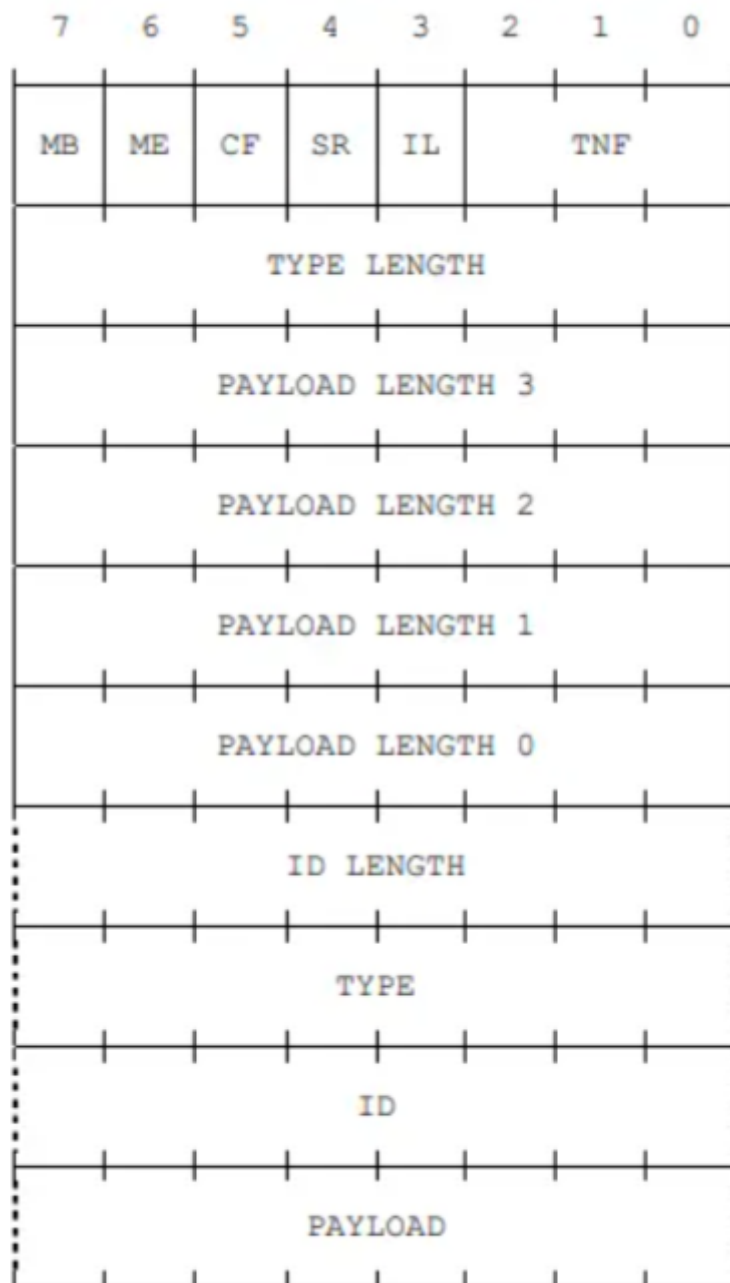 7 6 5 4 3 2 1 0
MB ME CF SR IL TNF
TYPE LENGTH
PAYLOAD LENGTH 3
PAYLOAD LENGTH 2
PAYLOAD LENGTH 1
PAYLOAD LENGTH 0
ID LENGTH
TYPE
ID
PAYLOAD